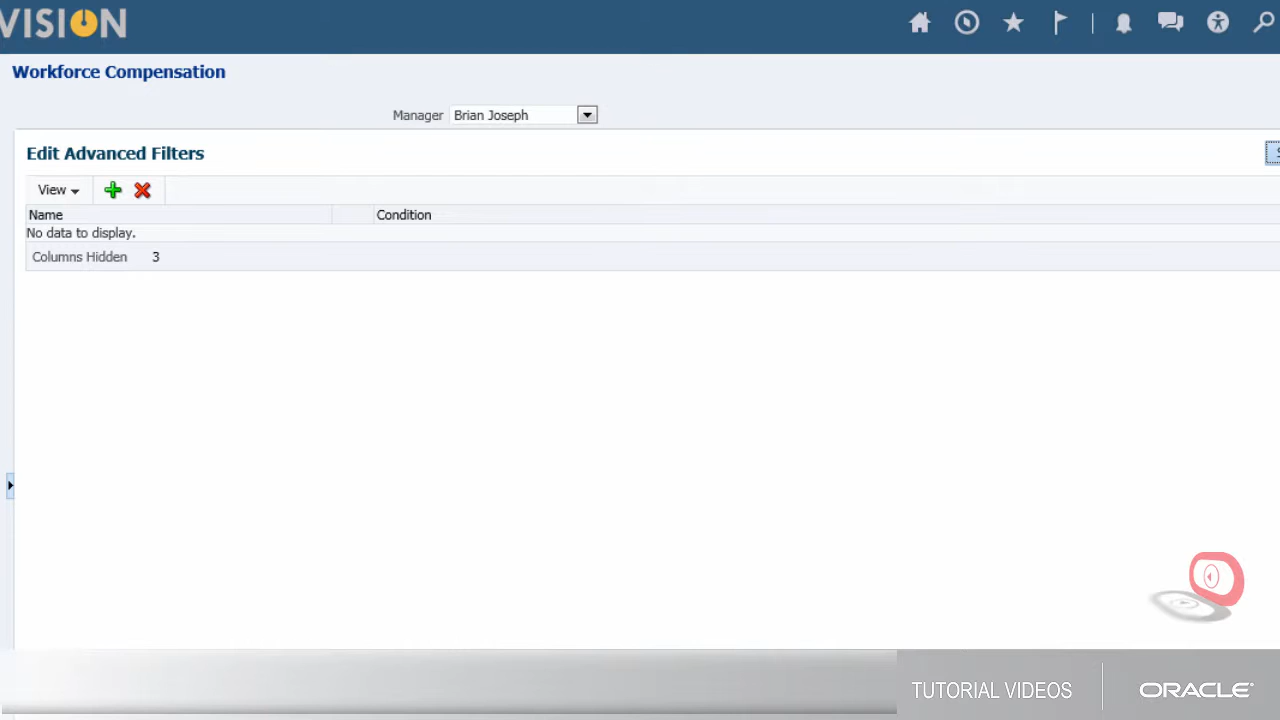 VISION
Workforce Compensation
Manager Brian Joseph
Edit Advanced Filters
View
Name Condition
No data to display.
Columns Hidden 3
TUTORIAL VIDEOS ORACLE